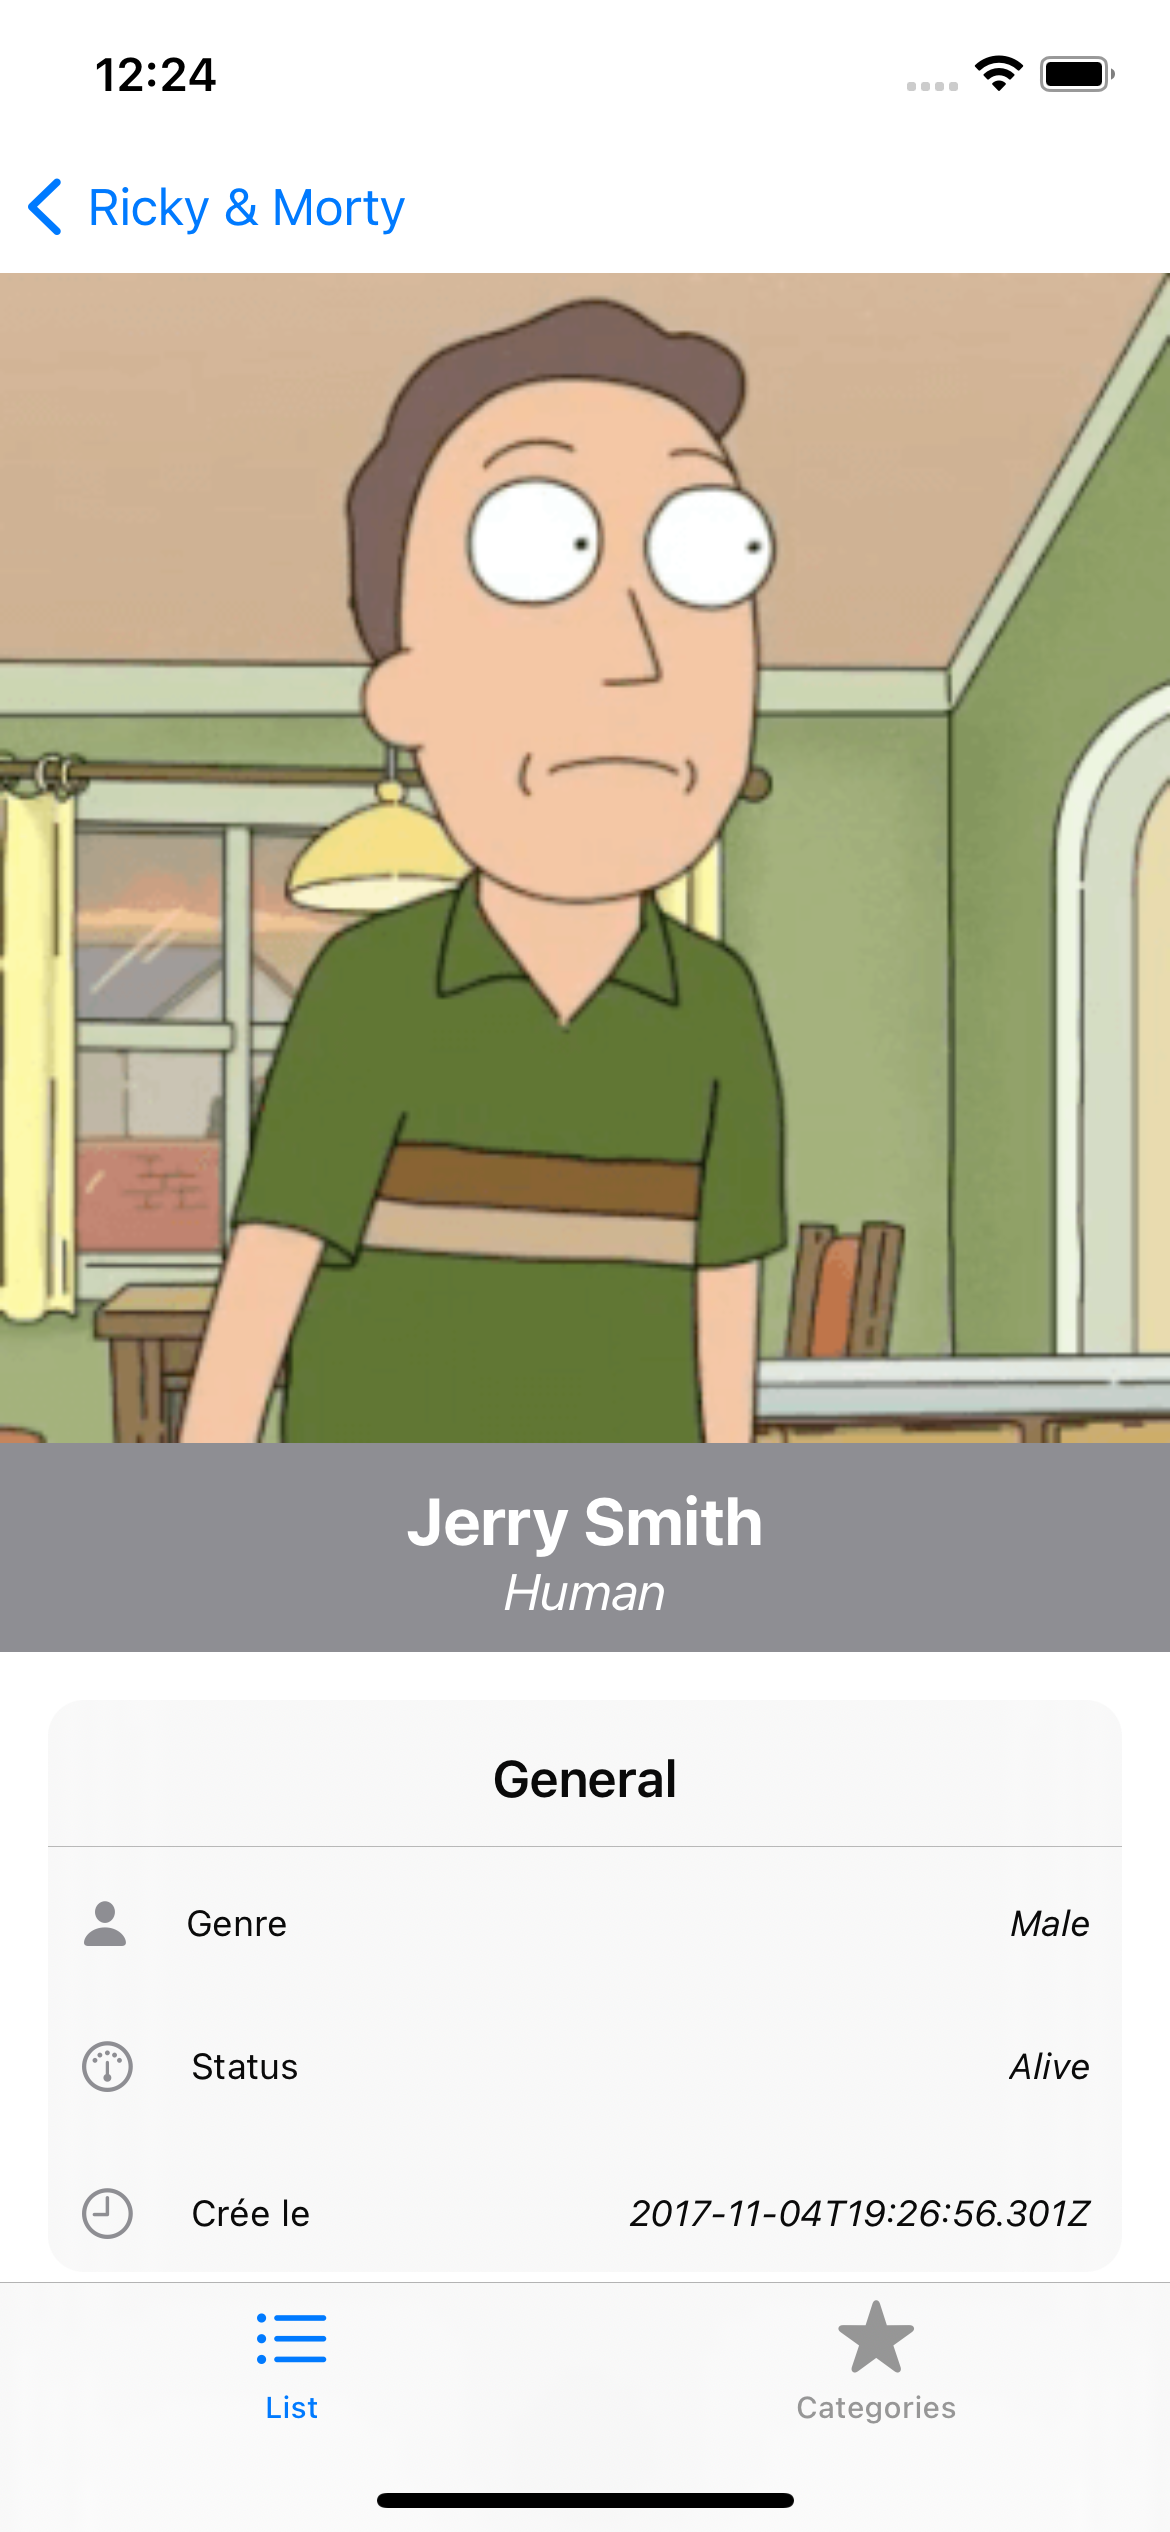 12:24
Ricky & Morty
Jerry Smith
Human
General
Genre Male
Status Alive
Crée le 2017-11-04T19:26:56.301Z
List Categories